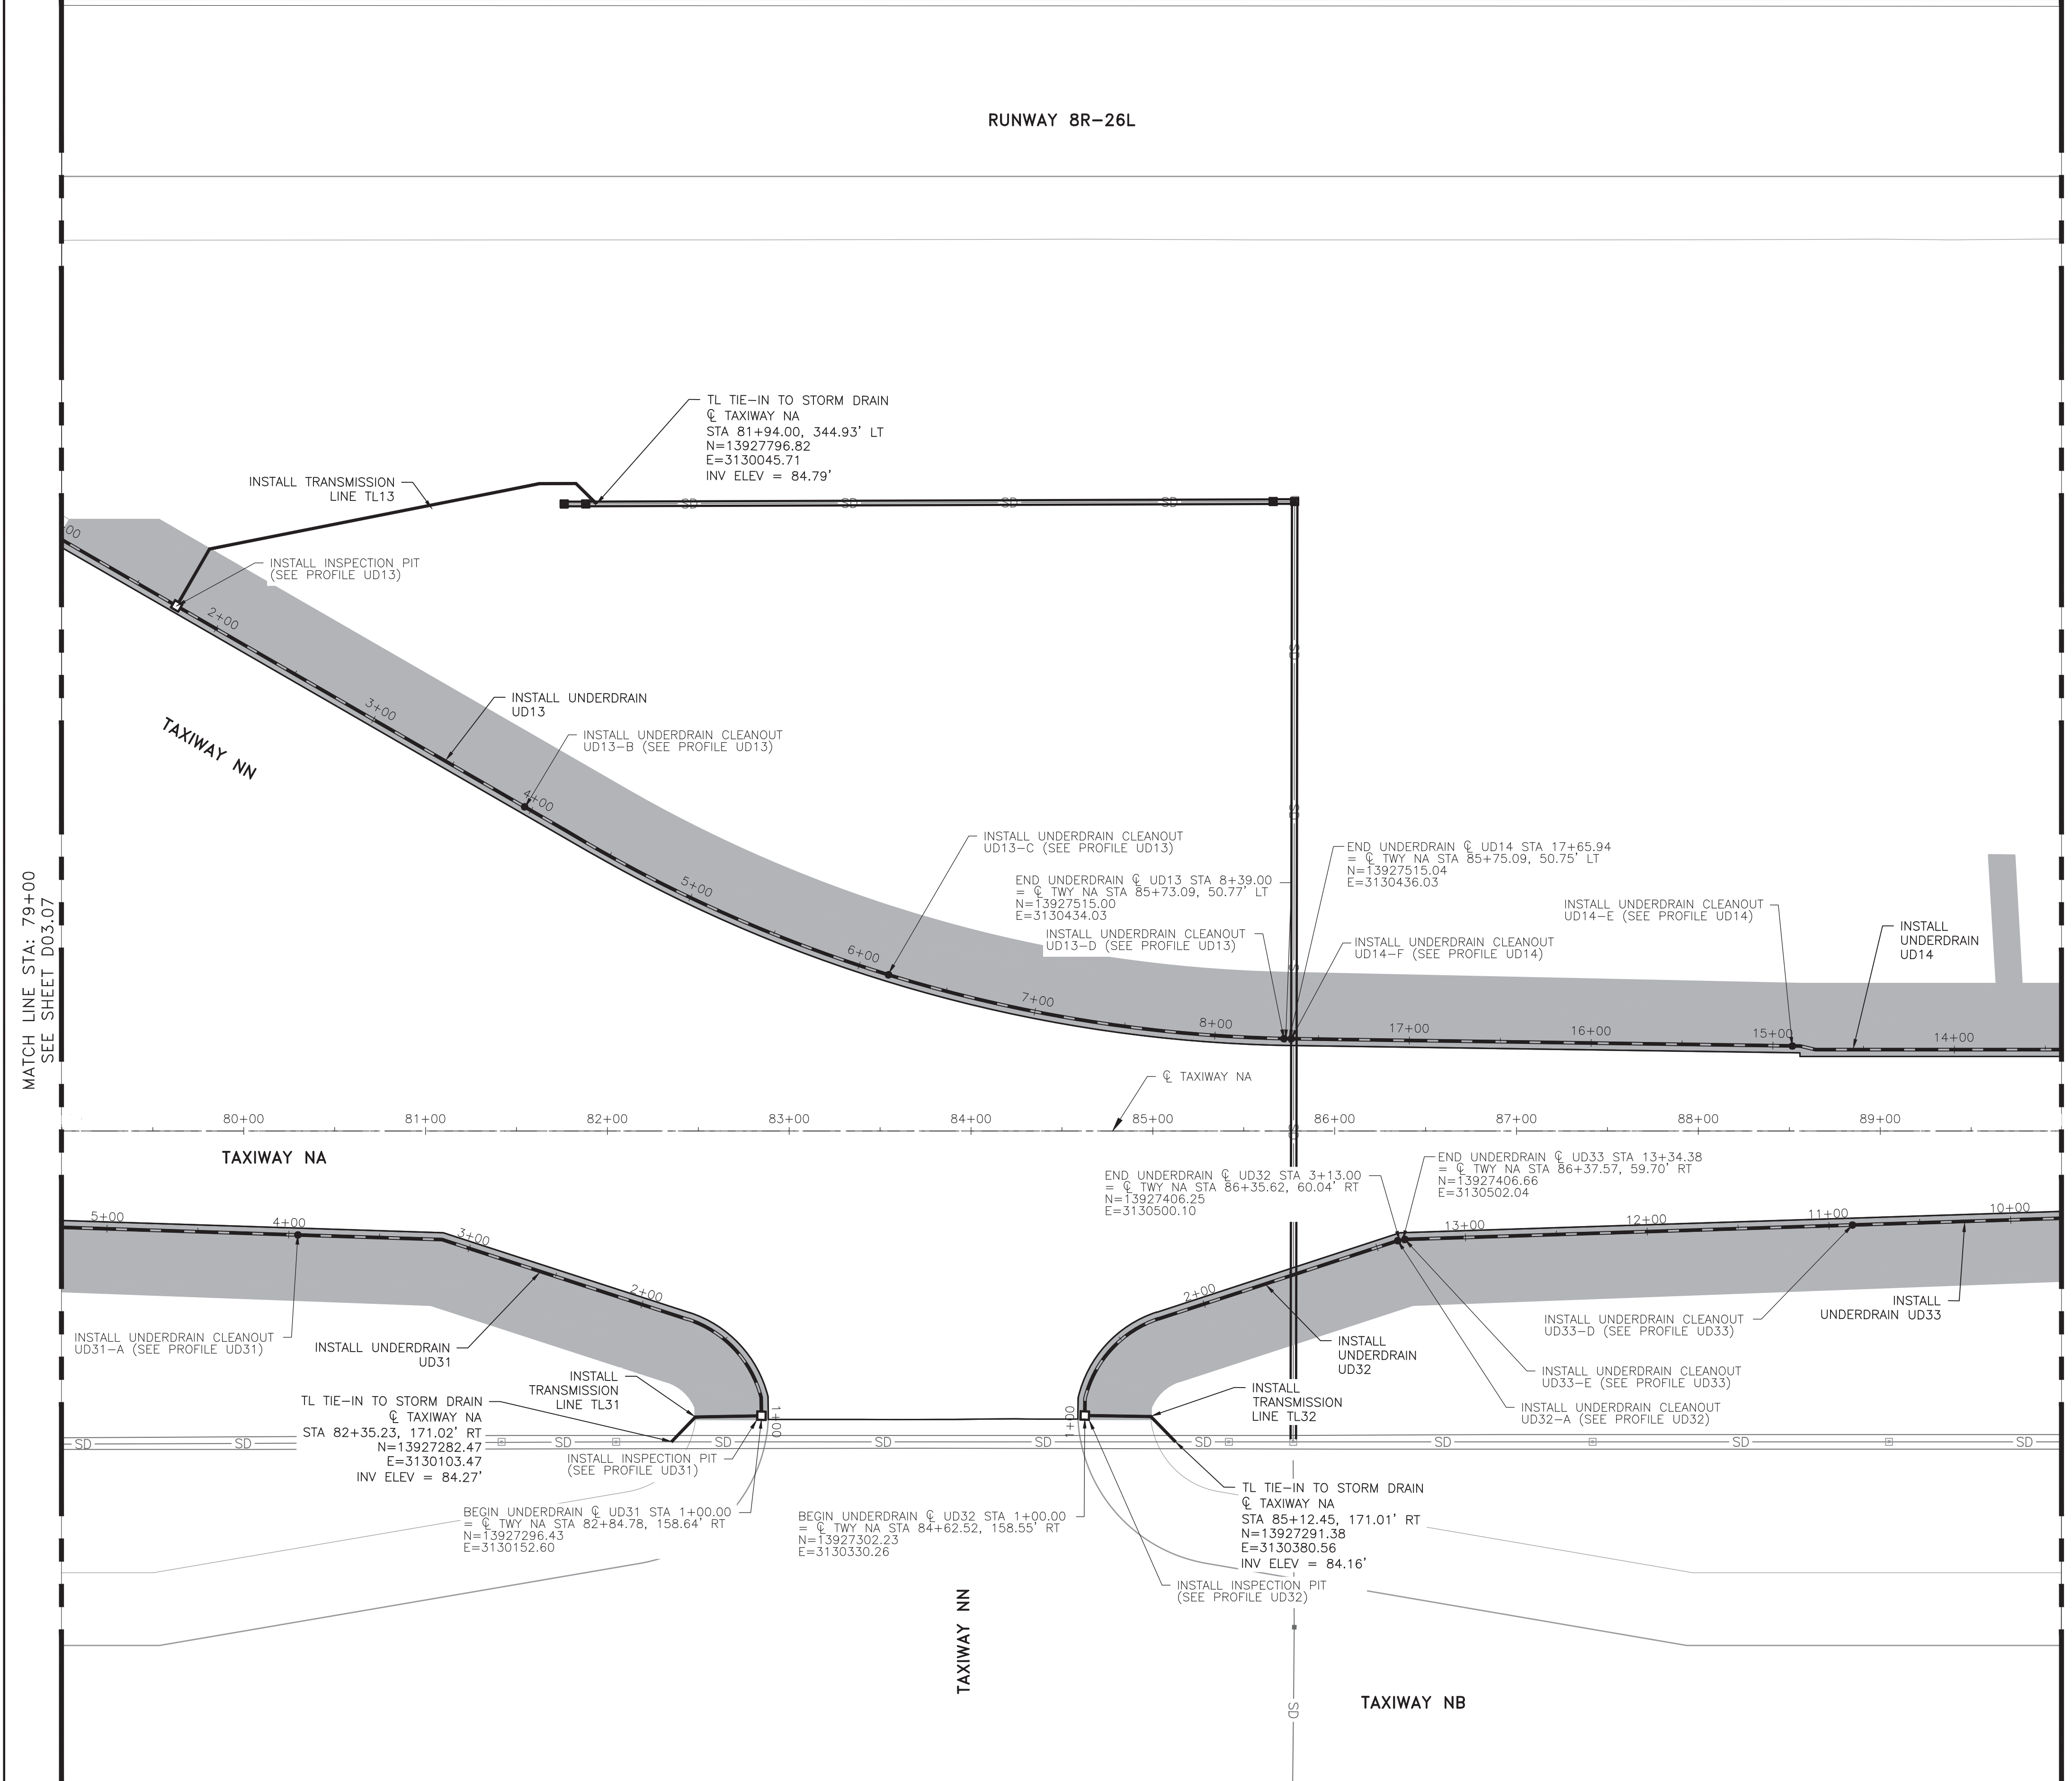 RUNWAY 8R-26L
TL TIE-IN TO STORM DRAIN
℄ TAXIWAY NA
STA 81+94.00, 344.93' LT
N=13927796.82
E=3130045.71
INV ELEV = 84.79'
INSTALL TRANSMISSION
LINE TL13
SD
SD
SD
SD
00
INSTALL INSPECTION PIT
(SEE PROFILE UD13)
2+00
SD
3+00
INSTALL UNDERDRAIN
UD13
TAXIWAY NN
INSTALL UNDERDRAIN CLEANOUT
UD13-B (SEE PROFILE UD13)
4+00
SD
INSTALL UNDERDRAIN CLEANOUT
UD13-C (SEE PROFILE UD13)
END UNDERDRAIN ℄ UD14 STA 17+65.94
= ℄ TWY NA STA 85+75.09, 50.75' LT
N=13927515.04
E=3130436.03
END UNDERDRAIN ℄ UD13 STA 8+39.00
= ℄ TWY NA STA 85+73.09, 50.77' LT
N=13927515.00
E=3130434.03
5+00
MATCH LINE STA: 79+00
SEE SHEET D03.07
INSTALL UNDERDRAIN CLEANOUT
UD14-E (SEE PROFILE UD14)
INSTALL UNDERDRAIN CLEANOUT
UD13-D (SEE PROFILE UD13)
INSTALL UNDERDRAIN CLEANOUT
UD14-F (SEE PROFILE UD14)
INSTALL
UNDERDRAIN
UD14
6+00
7+00
8+00
17+00
16+00
15+00
14+00
℄ TAXIWAY NA
80+00
81+00
82+00
83+00
84+00
85+00
86+00
87+00
88+00
89+00
TAXIWAY NA
END UNDERDRAIN ℄ UD32 STA 3+13.00
= ℄ TWY NA STA 86+35.62, 60.04' RT
N=13927406.25
E=3130500.10
END UNDERDRAIN ℄ UD33 STA 13+34.38
= ℄ TWY NA STA 86+37.57, 59.70' RT
N=13927406.66
E=3130502.04
5+00
4+00
3+00
2+00
2+00
13+00
12+00
11+00
10+00
INSTALL UNDERDRAIN CLEANOUT
UD31-A (SEE PROFILE UD31)
INSTALL UNDERDRAIN
UD31
INSTALL
UNDERDRAIN
UD32
INSTALL UNDERDRAIN CLEANOUT
UD33-D (SEE PROFILE UD33)
INSTALL
UNDERDRAIN UD33
INSTALL
TRANSMISSION
LINE TL31
INSTALL
TRANSMISSION
LINE TL32
INSTALL UNDERDRAIN CLEANOUT
UD33-E (SEE PROFILE UD33)
INSTALL UNDERDRAIN CLEANOUT
UD32-A (SEE PROFILE UD32)
TL TIE-IN TO STORM DRAIN
℄ TAXIWAY NA
STA 82+35.23, 171.02' RT
N=13927282.47
E=3130103.47
INV ELEV = 84.27'
1+00
1+00
SD
SD
SD
SD
SD
SD
SD
SD
SD
SD
INSTALL INSPECTION PIT
(SEE PROFILE UD31)
BEGIN UNDERDRAIN ℄ UD31 STA 1+00.00
= ℄ TWY NA STA 82+84.78, 158.64' RT
N=13927296.43
E=3130152.60
BEGIN UNDERDRAIN ℄ UD32 STA 1+00.00
= ℄ TWY NA STA 84+62.52, 158.55' RT
N=13927302.23
E=3130330.26
TL TIE-IN TO STORM DRAIN
℄ TAXIWAY NA
STA 85+12.45, 171.01' RT
N=13927291.38
E=3130380.56
INV ELEV = 84.16'
INSTALL INSPECTION PIT
(SEE PROFILE UD32)
TAXIWAY NN
TAXIWAY NB
SD